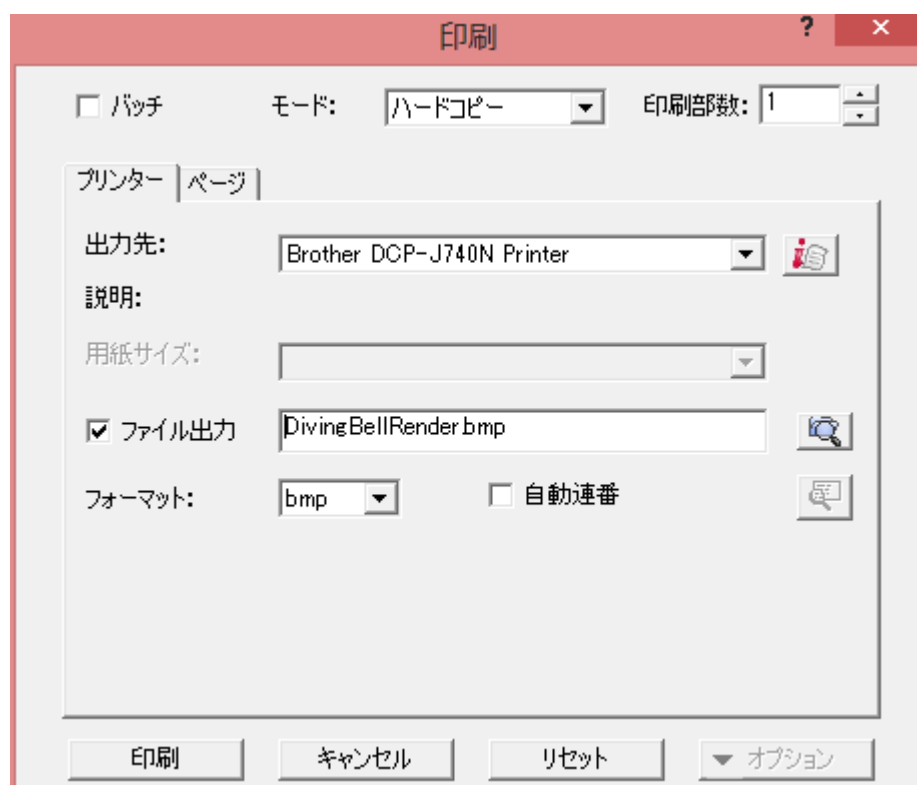 印刷 ? ×
バッチ モード: ハードコピー 印刷部数: 1
プリンター ページ
出力先: Brother DCP-J740N Printer
説明:
用紙サイズ:
ファイル出力 DivingBellRender.bmp
フォーマット: bmp 自動連番
印刷 キャンセル リセット オプション